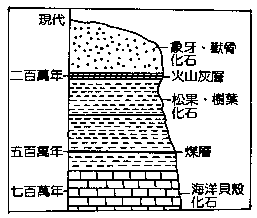 現代
象牙、獸骨
化石
二百萬年
火山灰層
松果、樹葉
化石
五百萬年
煤層
七百萬年
海洋貝殼
化石